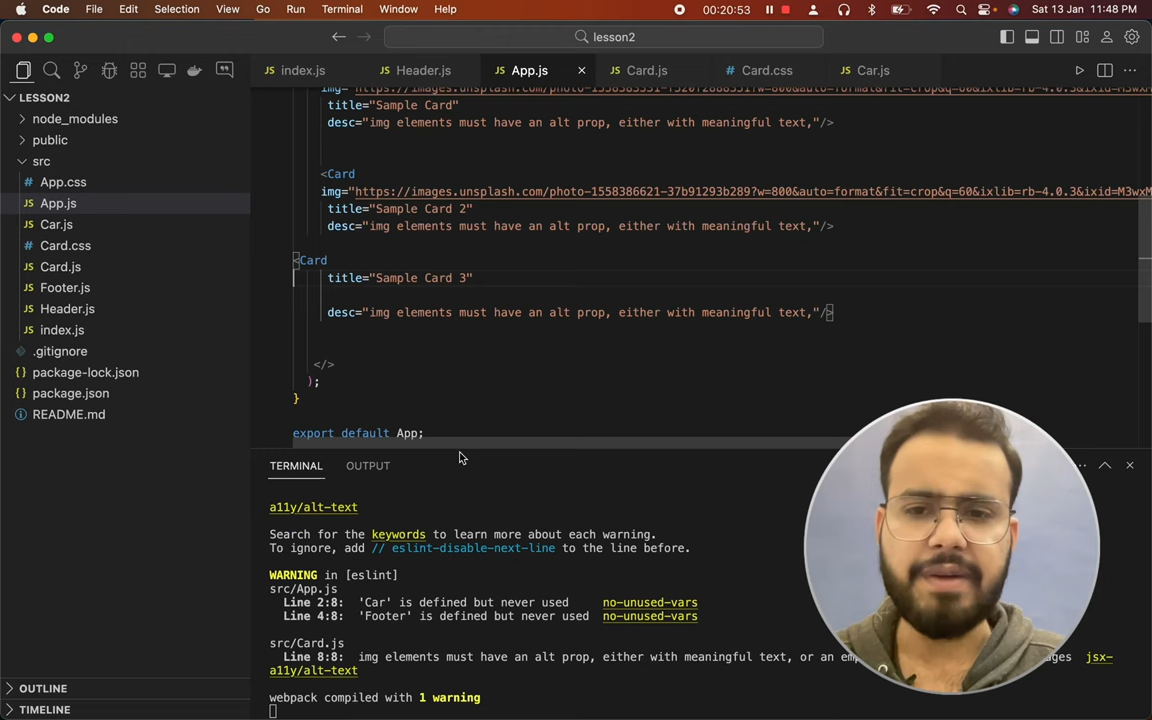 Code File Edit Selection View Go Run Terminal Window Help 00:20:53 Sat 13 Jan 11:48 PM
lesson2
index.js Header.js App.js Card.js Card.css Car.js
LESSON2
node_modules
public
src
App.css
App.js
Car.js
Card.css
Card.js
Footer.js
Header.js
index.js
.gitignore
package-lock.json
package.json
README.md
OUTLINE
TIMELINE
title="Sample Card"
desc="img elements must have an alt prop, either with meaningful text,"/>
<Card
img="https://images.unsplash.com/photo-1558386621-37b91293b289?w=800&auto=format&fit=crop&q=60&ixlib=rb-4.0.3&ixid=M3wxM
title="Sample Card 2"
desc="img elements must have an alt prop, either with meaningful text,"/>
<Card
title="Sample Card 3"
desc="img elements must have an alt prop, either with meaningful text,"/>
</>
);
}
export default App;
TERMINAL OUTPUT
a11y/alt-text
Search for the keywords to learn more about each warning.
To ignore, add // eslint-disable-next-line to the line before.
WARNING in [eslint]
src/App.js
Line 2:8: 'Car' is defined but never used no-unused-vars
Line 4:8: 'Footer' is defined but never used no-unused-vars
src/Card.js
Line 8:8: img elements must have an alt prop, either with meaningful text, or an jsx-
a11y/alt-text
webpack compiled with 1 warning